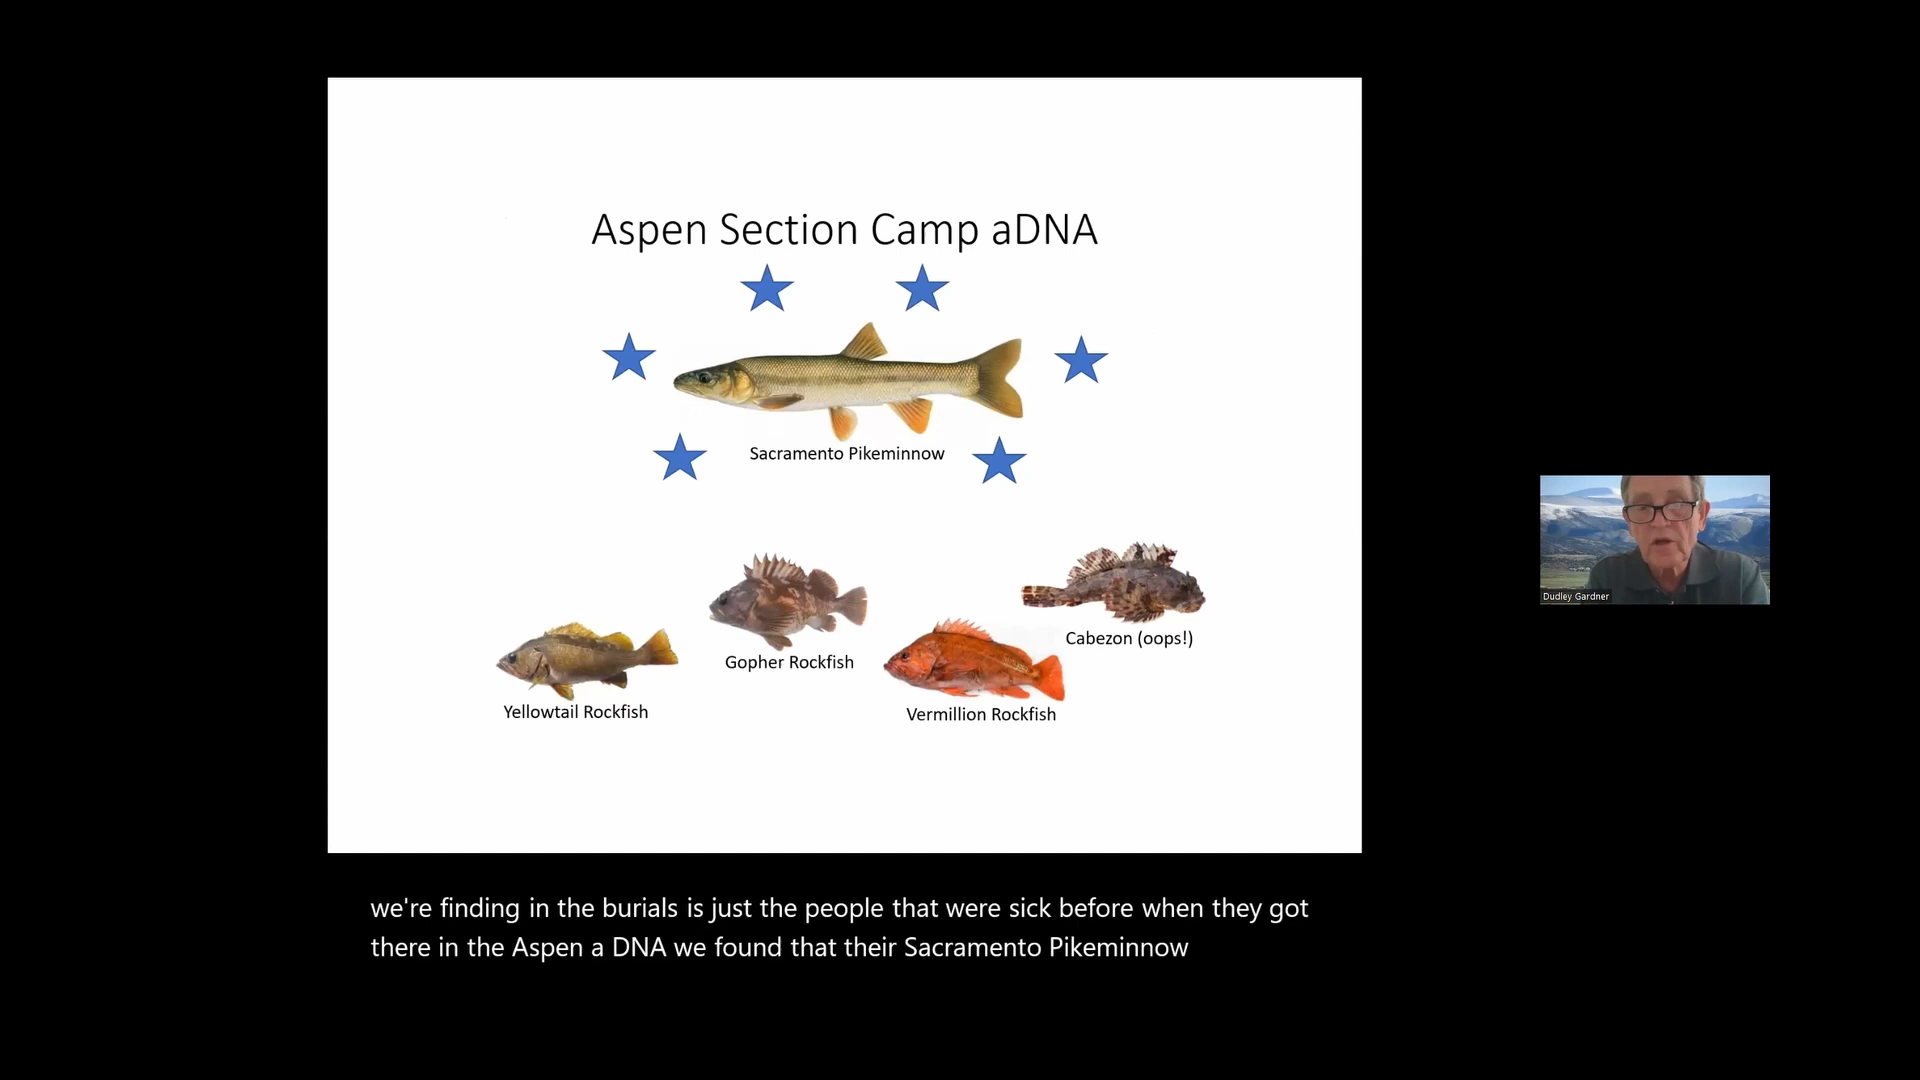 Aspen Section Camp aDNA
Sacramento Pikeminnow
Cabezon (oops!)
Gopher Rockfish
Yellowtail Rockfish
Vermillion Rockfish
Dudley Gardner
we're finding in the burials is just the people that were sick before when they got
there in the Aspen a DNA we found that their Sacramento Pikeminnow